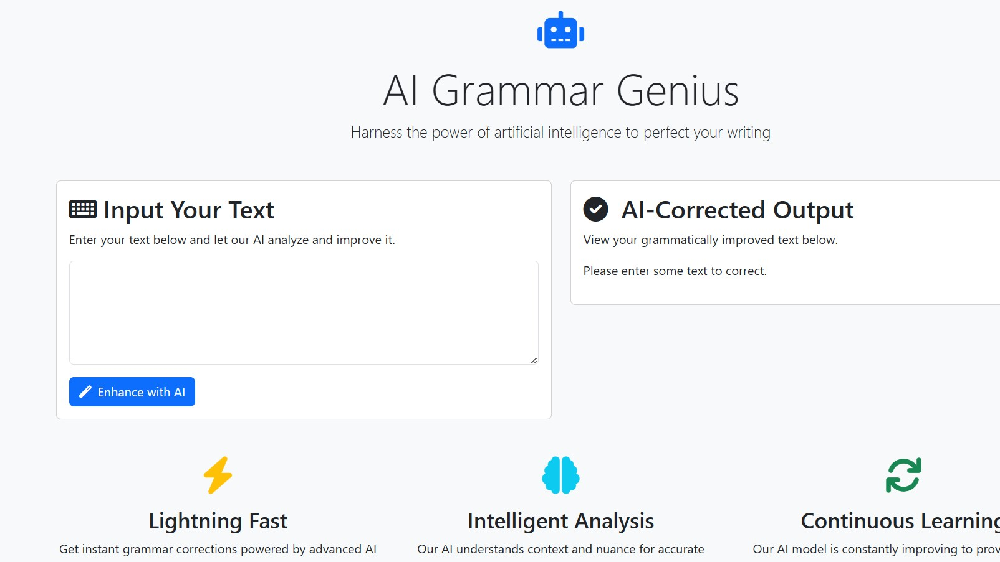 AI Grammar Genius
Harness the power of artificial intelligence to perfect your writing
Input Your Text
Enter your text below and let our AI analyze and improve it.
Enhance with AI
AI-Corrected Output
View your grammatically improved text below.
Please enter some text to correct.
Lightning Fast
Get instant grammar corrections powered by advanced AI
Intelligent Analysis
Our AI understands context and nuance for accurate
Continuous Learning
Our AI model is constantly improving to